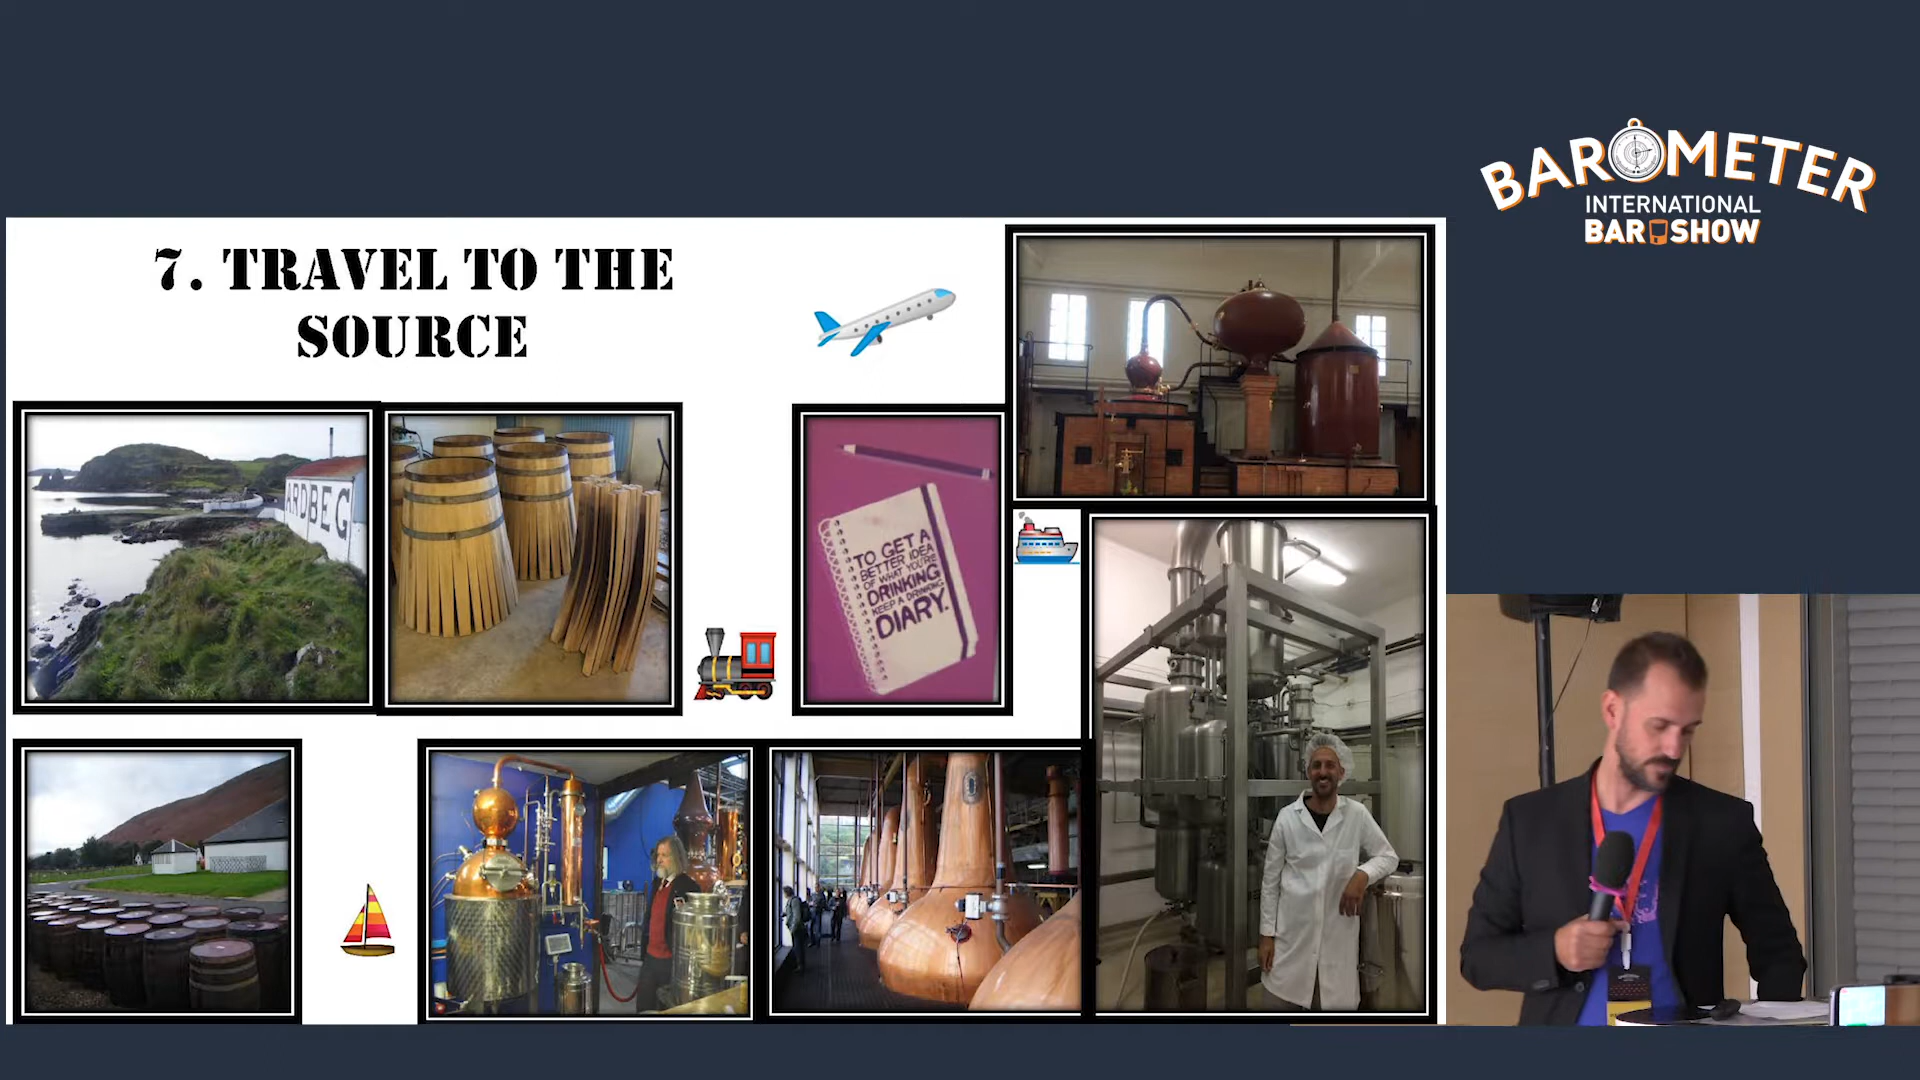 BAROMETER
INTERNATIONAL
BAR SHOW
7. TRAVEL TO THE
SOURCE
ARDBEG
TO GET A
BETTER IDEA
OF WHAT YOU'RE
DRINKING
KEEP A DRINKING
DIARY.